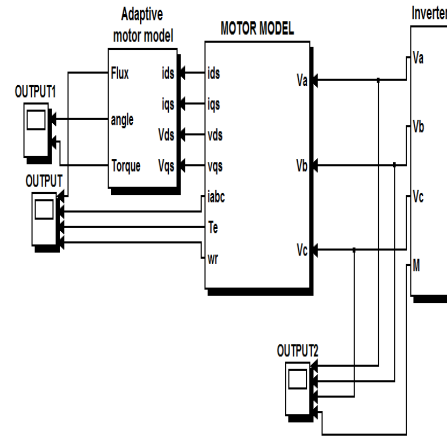 Adaptive
motor model
MOTOR MODEL
Inverter
Flux
angle
Torque
ids
iqs
Vds
Vqs
ids
iqs
vds
vqs
iabc
Te
wr
Va
Vb
Vc
Va
Vb
Vc
M
OUTPUT1
OUTPUT
OUTPUT2